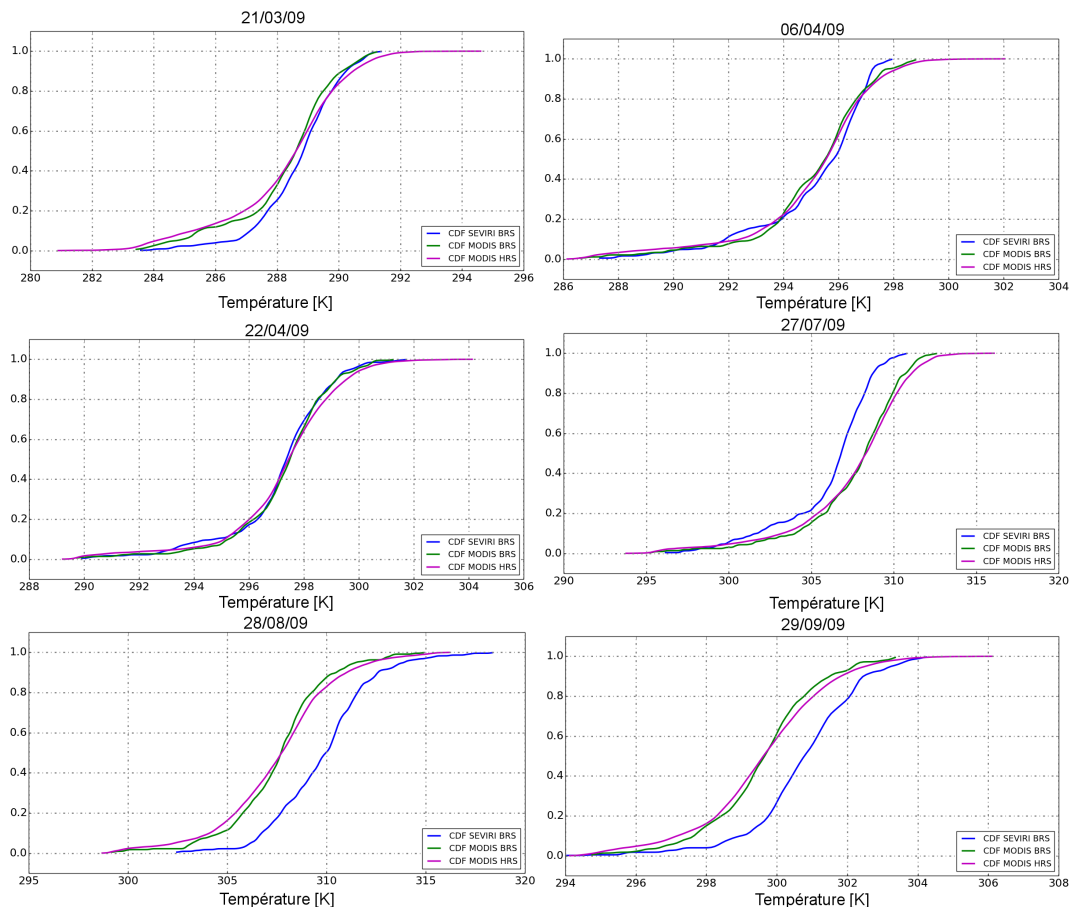 21/03/09
1.0
0.8
0.6
0.4
0.2
0.0
280 282 284 286 288 290 292 294 296
CDF SEVIRI BRS
CDF MODIS BRS
CDF MODIS HRS
Température [K]
06/04/09
1.0
0.8
0.6
0.4
0.2
0.0
286 288 290 292 294 296 298 300 302 304
CDF SEVIRI BRS
CDF MODIS BRS
CDF MODIS HRS
Température [K]
22/04/09
1.0
0.8
0.6
0.4
0.2
0.0
288 290 292 294 296 298 300 302 304 306
CDF SEVIRI BRS
CDF MODIS BRS
CDF MODIS HRS
Température [K]
27/07/09
1.0
0.8
0.6
0.4
0.2
0.0
290 295 300 305 310 315 320
CDF SEVIRI BRS
CDF MODIS BRS
CDF MODIS HRS
Température [K]
28/08/09
1.0
0.8
0.6
0.4
0.2
0.0
295 300 305 310 315 320
CDF SEVIRI BRS
CDF MODIS BRS
CDF MODIS HRS
Température [K]
29/09/09
1.0
0.8
0.6
0.4
0.2
0.0
294 296 298 300 302 304 306 308
CDF SEVIRI BRS
CDF MODIS BRS
CDF MODIS HRS
Température [K]